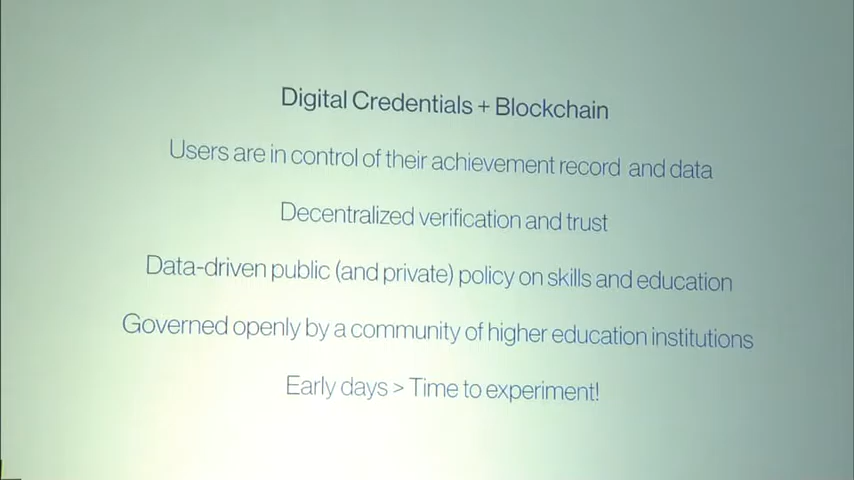 Digital Credentials + Blockchain
Users are in control of their achievement record and data
Decentralized verification and trust
Data-driven public (and private) policy on skills and education
Governed openly by a community of higher education institutions
Early days > Time to experiment!